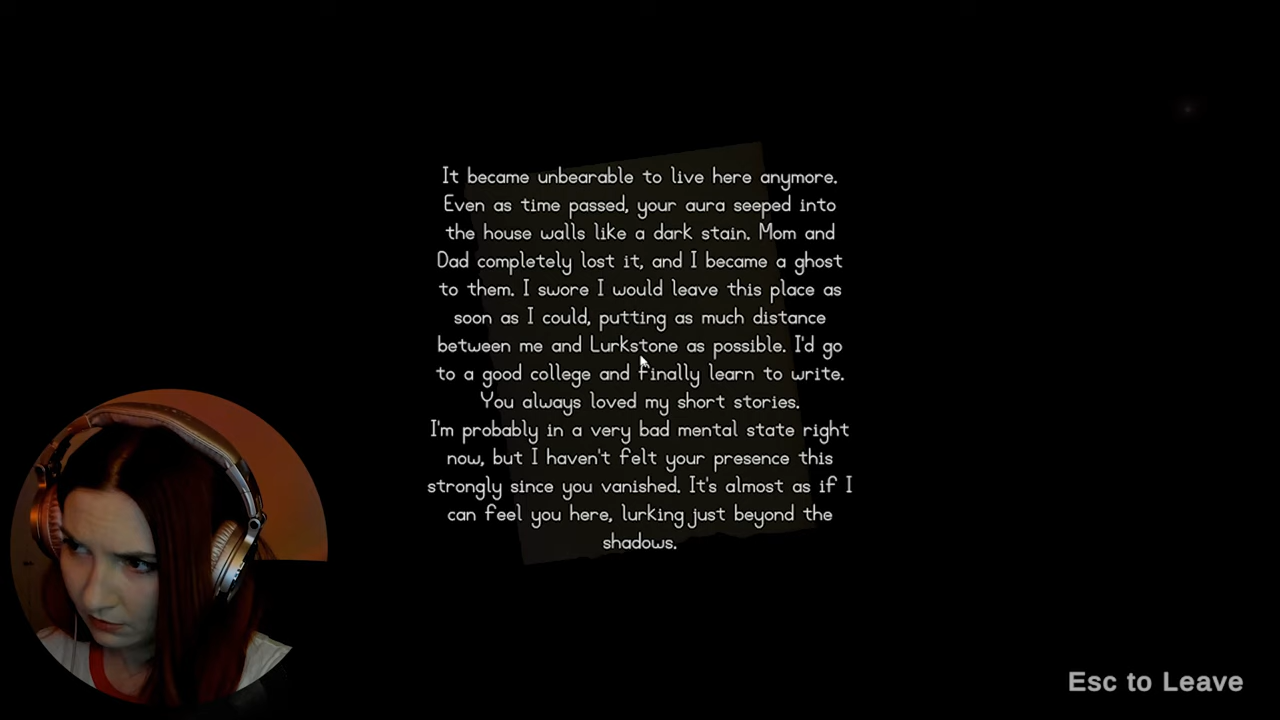 It became unbearable to live here anymore.
Even as time passed, your aura seeped into
the house walls like a dark stain. Mom and
Dad completely lost it, and I became a ghost
to them. I swore I would leave this place as
soon as I could, putting as much distance
between me and Lurkstone as possible. I'd go
to a good college and finally learn to write.
You always loved my short stories.
I'm probably in a very bad mental state right
now, but I haven't felt your presence this
strongly since you vanished. It's almost as if I
can feel you here, lurking just beyond the
shadows.
Esc to Leave